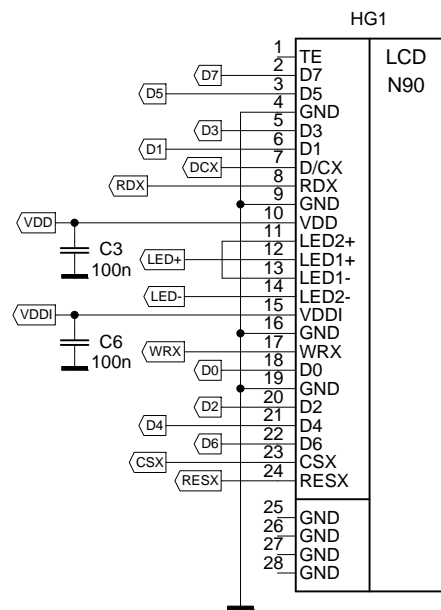 HG1
LCD
N90
1 TE
D7 2 D7
D5 3 D5
4 GND
D3 5 D3
D1 6 D1
DCX 7 D/CX
RDX 8 RDX
9 GND
VDD 10 VDD
C3
100n
11 LED2+
LED+ 12 LED1+
13 LED1-
LED- 14 LED2-
VDDI 15 VDDI
C6
100n
16 GND
WRX 17 WRX
D0 18 D0
19 GND
D2 20 D2
D4 21 D4
D6 22 D6
CSX 23 CSX
RESX 24 RESX
25 GND
26 GND
27 GND
28 GND